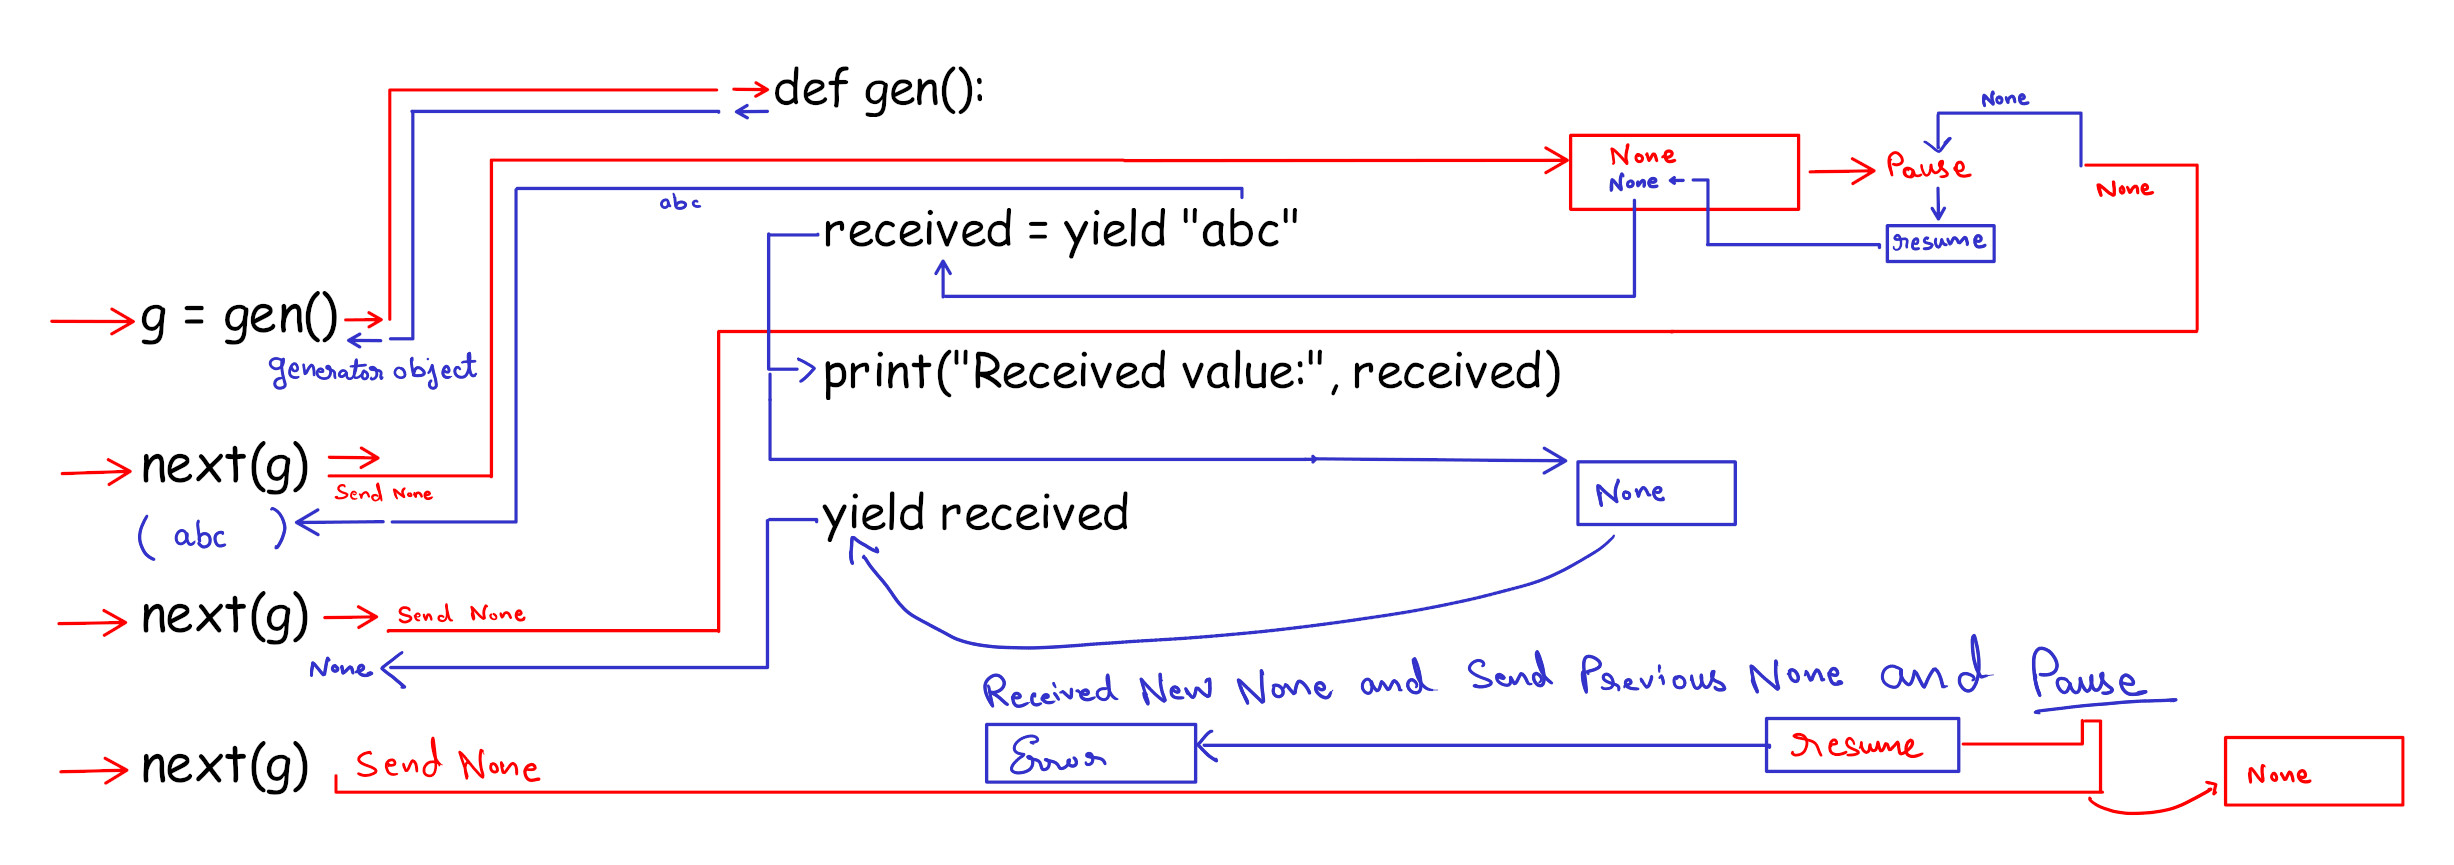 def gen():
None
None
Pause
None
None
abc
received = yield "abc"
resume
g = gen()
generator object
print("Received value:", received)
next(g)
Send None
( abc )
None
yield received
next(g)
Send None
None
Received New None and Send Previous None and Pause
next(g)
Send None
Error
resume
None